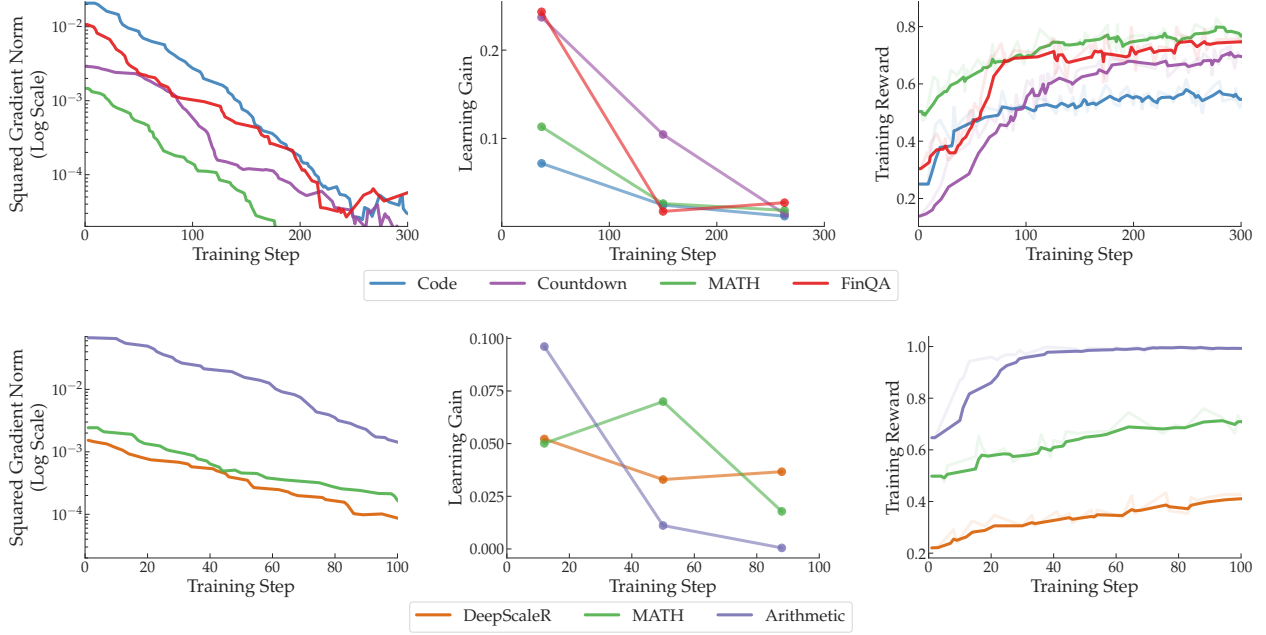 Squared Gradient Norm
(Log Scale)
10⁻²
10⁻³
10⁻⁴
0 100 200 300
Training Step
Learning Gain
0.2
0.1
0 100 200 300
Training Step
Training Reward
0.8
0.6
0.4
0.2
0 100 200 300
Training Step
Code Countdown MATH FinQA
Squared Gradient Norm
(Log Scale)
10⁻²
10⁻³
10⁻⁴
0 20 40 60 80 100
Training Step
Learning Gain
0.100
0.075
0.050
0.025
0.000
0 20 40 60 80 100
Training Step
Training Reward
1.0
0.8
0.6
0.4
0.2
0 20 40 60 80 100
Training Step
DeepScaleR MATH Arithmetic